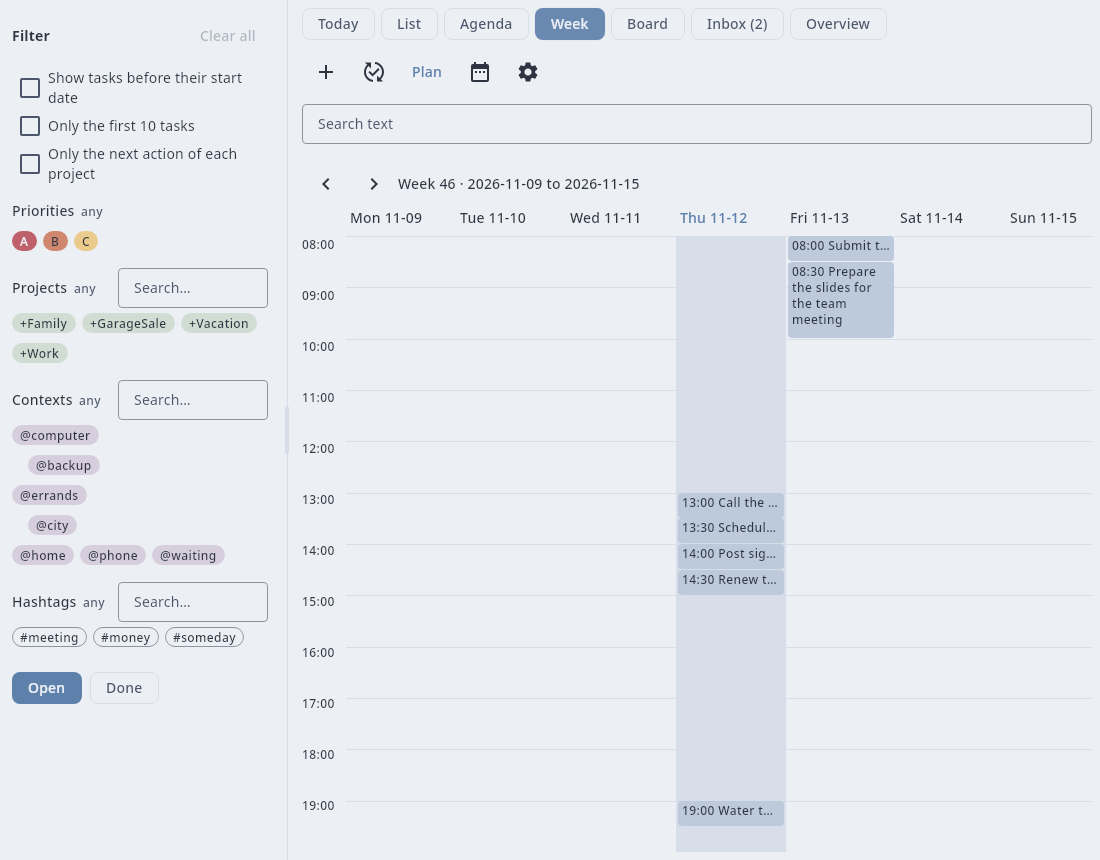 Filter
Clear all
Show tasks before their start
date
Only the first 10 tasks
Only the next action of each
project
Priorities any
A B C
Projects any
Search...
+Family +GarageSale +Vacation
+Work
Contexts any
Search...
@computer
@backup
@errands
@city
@home @phone @waiting
Hashtags any
Search...
#meeting #money #someday
Open Done
Today List Agenda Week Board Inbox (2) Overview
Plan
Search text
Week 46 · 2026-11-09 to 2026-11-15
Mon 11-09 Tue 11-10 Wed 11-11 Thu 11-12 Fri 11-13 Sat 11-14 Sun 11-15
08:00
08:00 Submit t...
08:30 Prepare
the slides for
the team
meeting
09:00
10:00
11:00
12:00
13:00
13:00 Call the ...
13:30 Schedul...
14:00
14:00 Post sig...
14:30 Renew t...
15:00
16:00
17:00
18:00
19:00
19:00 Water t...